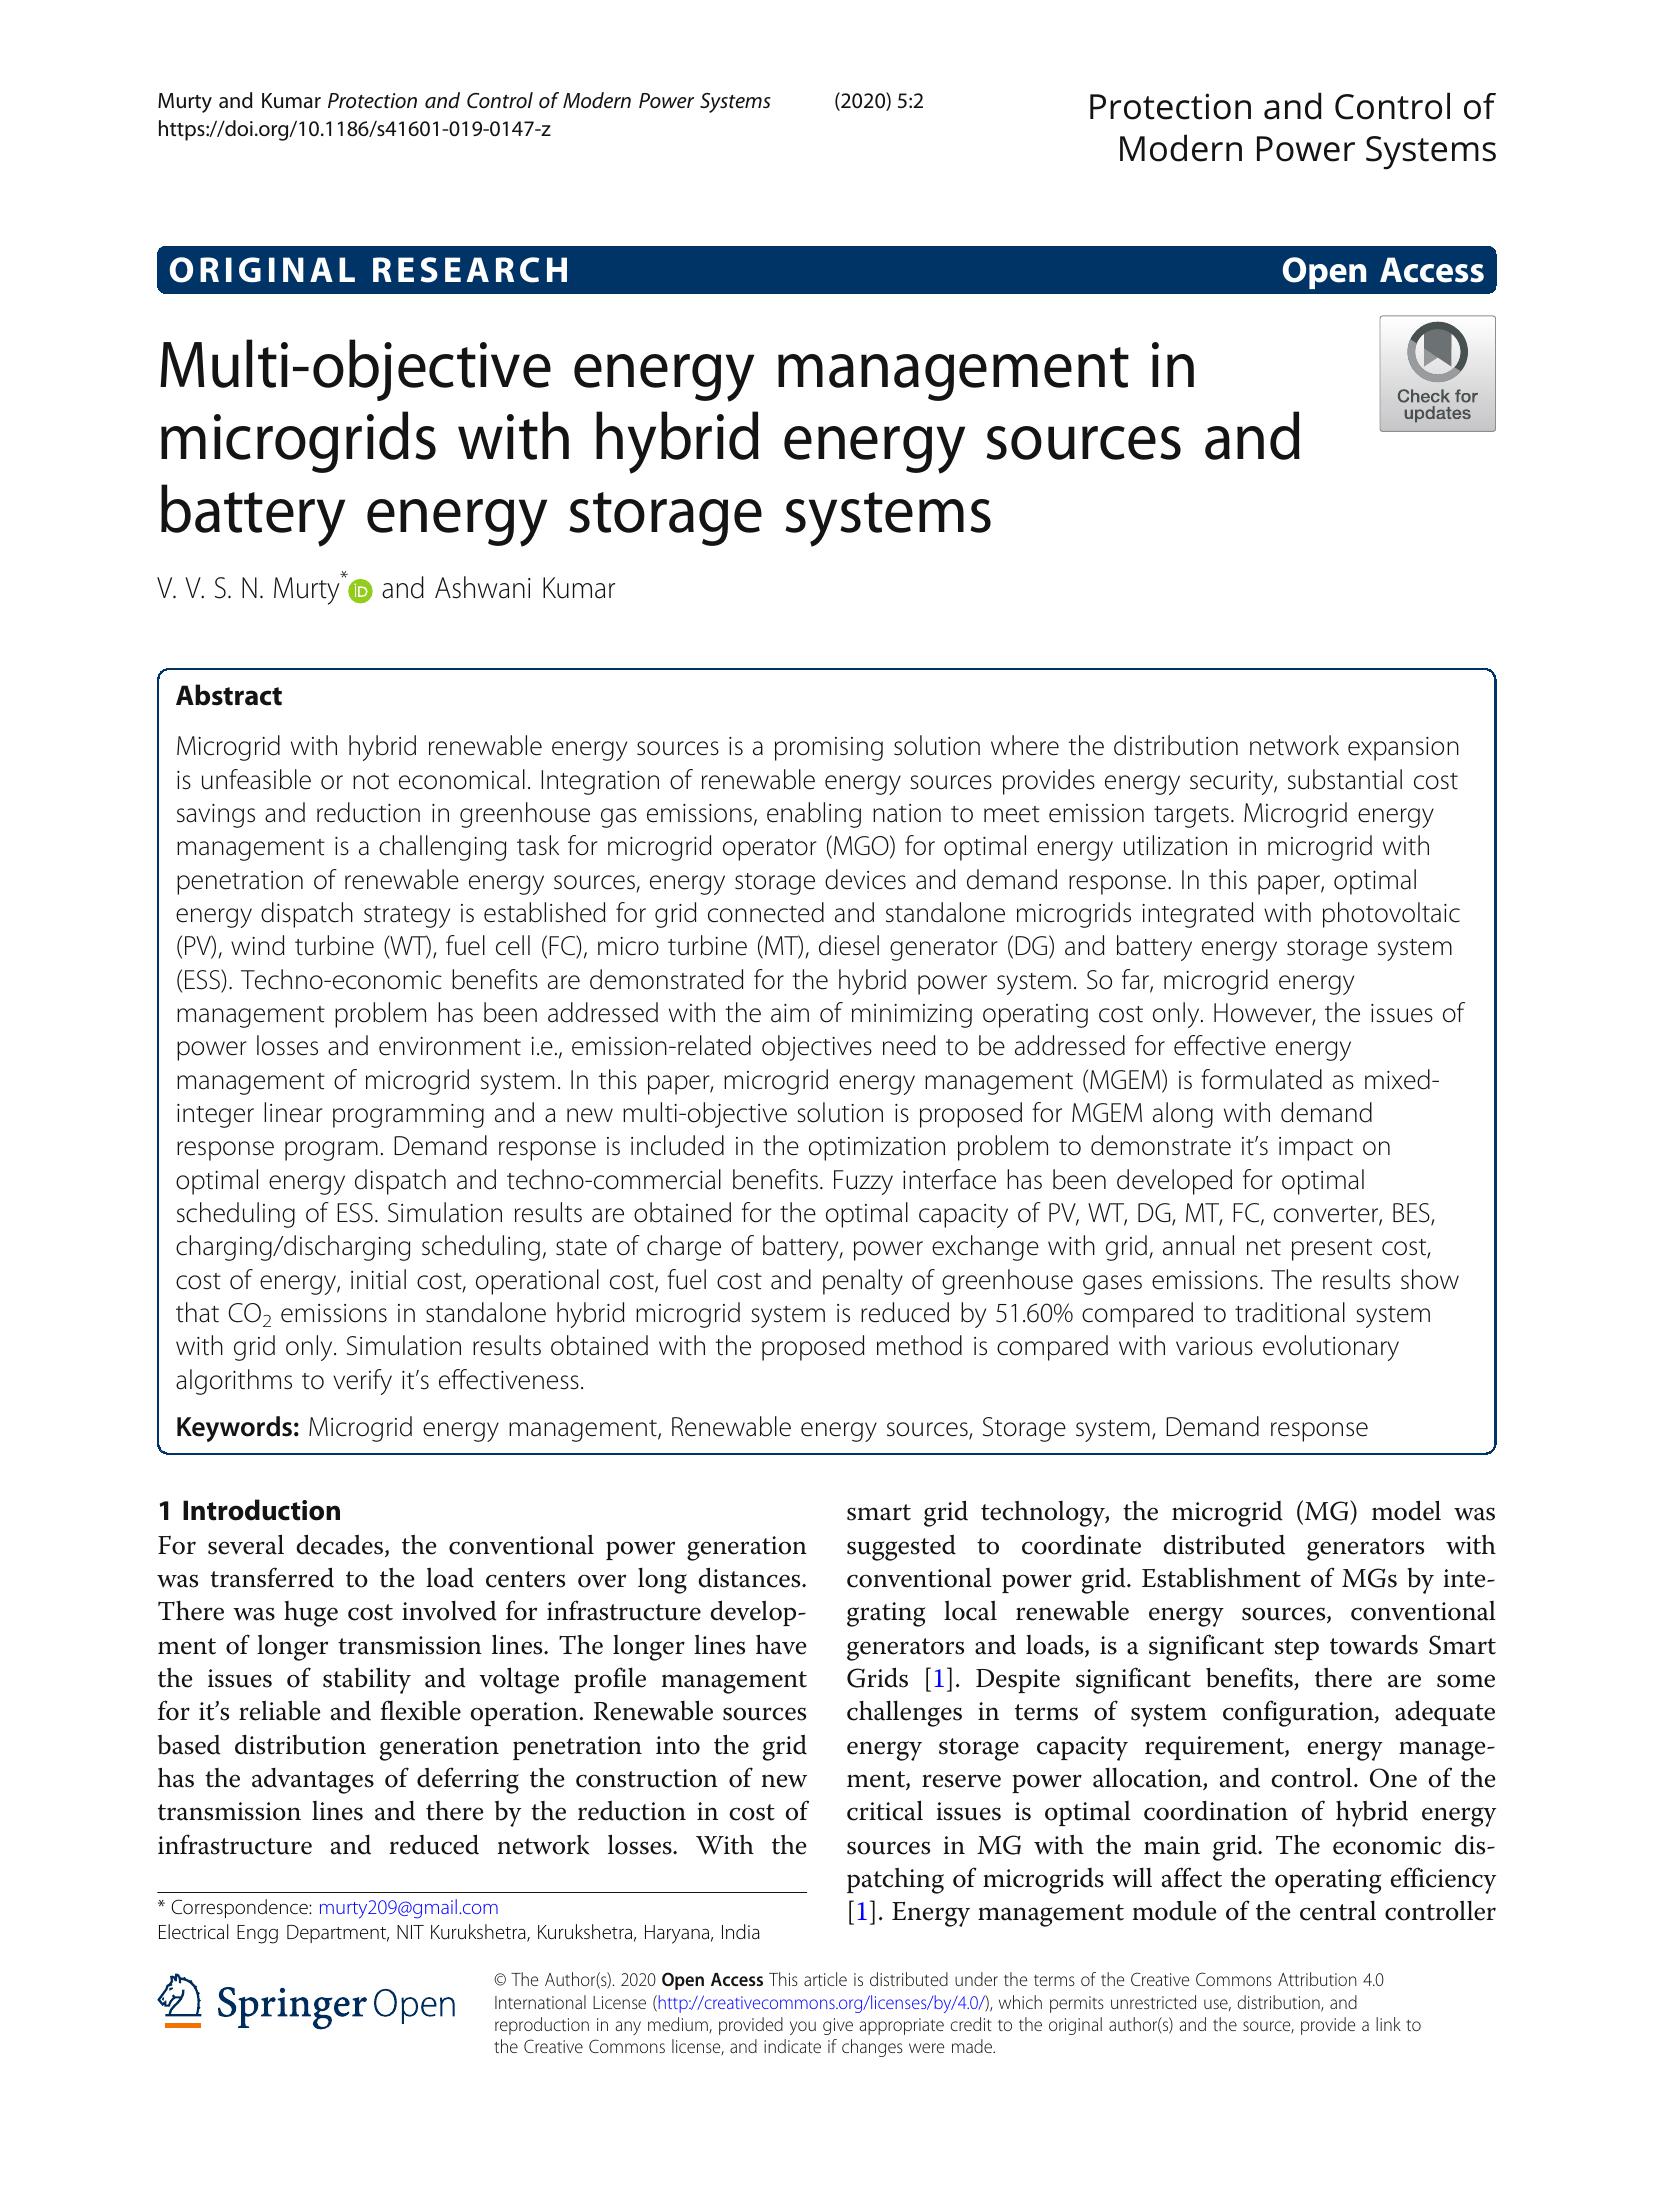 Murty and Kumar Protection and Control of Modern Power Systems (2020) 5:2
https://doi.org/10.1186/s41601-019-0147-z
Protection and Control of
Modern Power Systems
ORIGINAL RESEARCH Open Access
Multi-objective energy management in
microgrids with hybrid energy sources and
battery energy storage systems
Check for
updates
V. V. S. N. Murty* iD and Ashwani Kumar
Abstract
Microgrid with hybrid renewable energy sources is a promising solution where the distribution network expansion
is unfeasible or not economical. Integration of renewable energy sources provides energy security, substantial cost
savings and reduction in greenhouse gas emissions, enabling nation to meet emission targets. Microgrid energy
management is a challenging task for microgrid operator (MGO) for optimal energy utilization in microgrid with
penetration of renewable energy sources, energy storage devices and demand response. In this paper, optimal
energy dispatch strategy is established for grid connected and standalone microgrids integrated with photovoltaic
(PV), wind turbine (WT), fuel cell (FC), micro turbine (MT), diesel generator (DG) and battery energy storage system
(ESS). Techno-economic benefits are demonstrated for the hybrid power system. So far, microgrid energy
management problem has been addressed with the aim of minimizing operating cost only. However, the issues of
power losses and environment i.e., emission-related objectives need to be addressed for effective energy
management of microgrid system. In this paper, microgrid energy management (MGEM) is formulated as mixed-
integer linear programming and a new multi-objective solution is proposed for MGEM along with demand
response program. Demand response is included in the optimization problem to demonstrate it’s impact on
optimal energy dispatch and techno-commercial benefits. Fuzzy interface has been developed for optimal
scheduling of ESS. Simulation results are obtained for the optimal capacity of PV, WT, DG, MT, FC, converter, BES,
charging/discharging scheduling, state of charge of battery, power exchange with grid, annual net present cost,
cost of energy, initial cost, operational cost, fuel cost and penalty of greenhouse gases emissions. The results show
that CO2 emissions in standalone hybrid microgrid system is reduced by 51.60% compared to traditional system
with grid only. Simulation results obtained with the proposed method is compared with various evolutionary
algorithms to verify it’s effectiveness.
Keywords: Microgrid energy management, Renewable energy sources, Storage system, Demand response
1 Introduction
For several decades, the conventional power generation
was transferred to the load centers over long distances.
There was huge cost involved for infrastructure develop-
ment of longer transmission lines. The longer lines have
the issues of stability and voltage profile management
for it’s reliable and flexible operation. Renewable sources
based distribution generation penetration into the grid
has the advantages of deferring the construction of new
transmission lines and there by the reduction in cost of
infrastructure and reduced network losses. With the
smart grid technology, the microgrid (MG) model was
suggested to coordinate distributed generators with
conventional power grid. Establishment of MGs by inte-
grating local renewable energy sources, conventional
generators and loads, is a significant step towards Smart
Grids [1]. Despite significant benefits, there are some
challenges in terms of system configuration, adequate
energy storage capacity requirement, energy manage-
ment, reserve power allocation, and control. One of the
critical issues is optimal coordination of hybrid energy
sources in MG with the main grid. The economic dis-
patching of microgrids will affect the operating efficiency
[1]. Energy management module of the central controller
* Correspondence: murty209@gmail.com
Electrical Engg Department, NIT Kurukshetra, Kurukshetra, Haryana, India
Springer Open
© The Author(s). 2020 Open Access This article is distributed under the terms of the Creative Commons Attribution 4.0
International License (http://creativecommons.org/licenses/by/4.0/), which permits unrestricted use, distribution, and
reproduction in any medium, provided you give appropriate credit to the original author(s) and the source, provide a link to
the Creative Commons license, and indicate if changes were made.